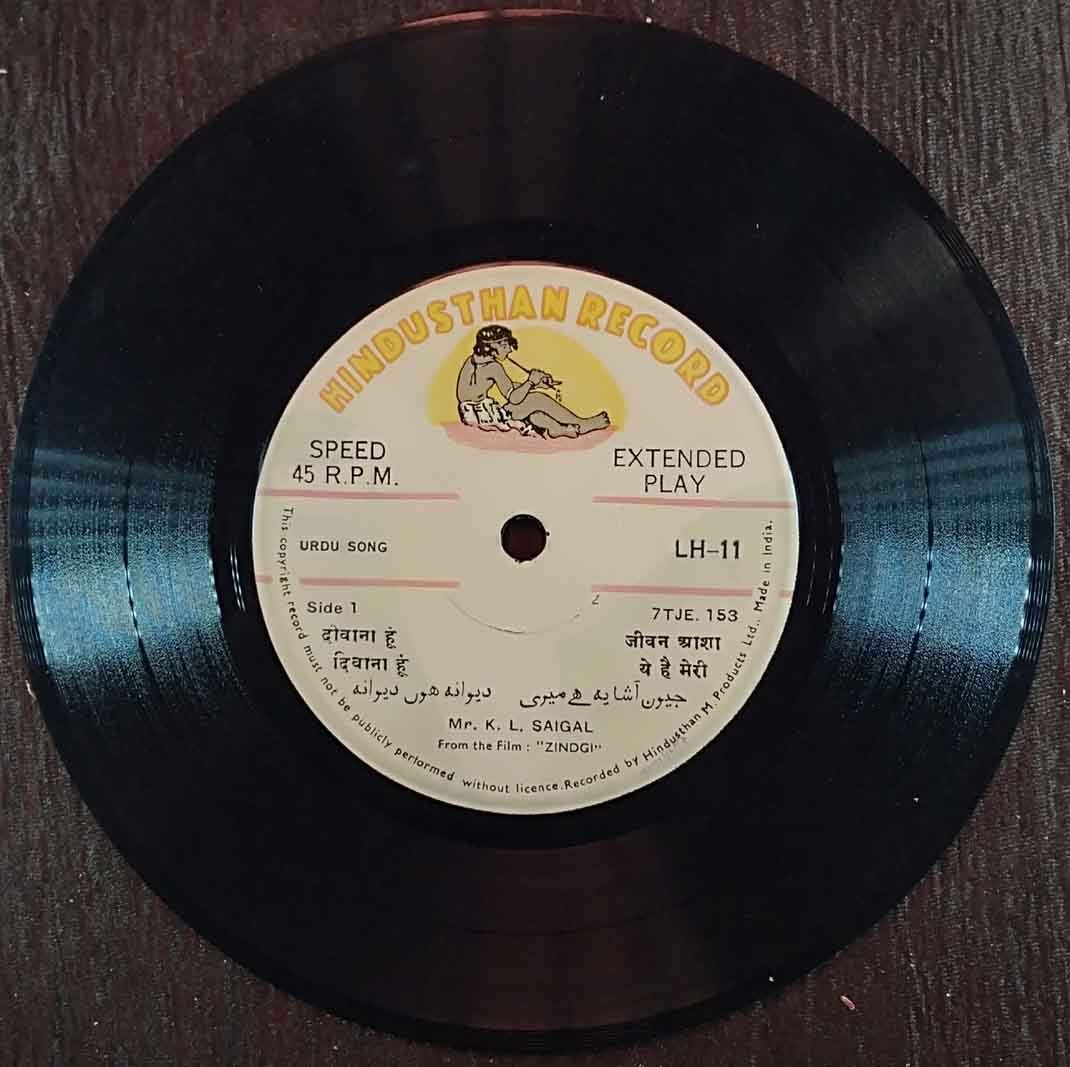 HINDUSTHAN RECORD
SPEED
45 R.P.M.
EXTENDED
PLAY
URDU SONG
LH-11
Side 1
7TJE. 153
दीवाना हूं
दिवाना हूं
जीवन आशा
ये है मेरी
دیوانہ ہوں دیوانہ
جیون آشا یہ ہے میری
Mr. K. L. SAIGAL
From the Film : "ZINDGI"
This copyright record must not be publicly performed without licence. Recorded by Hindusthan M. Products Ltd., Made in India.
2